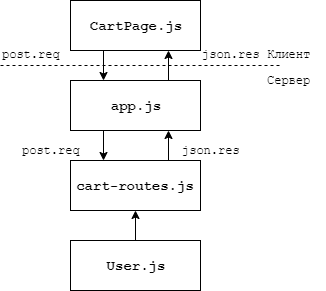 CartPage.js
post.req json.res Клиент
Сервер
app.js
post.req json.res
cart-routes.js
User.js